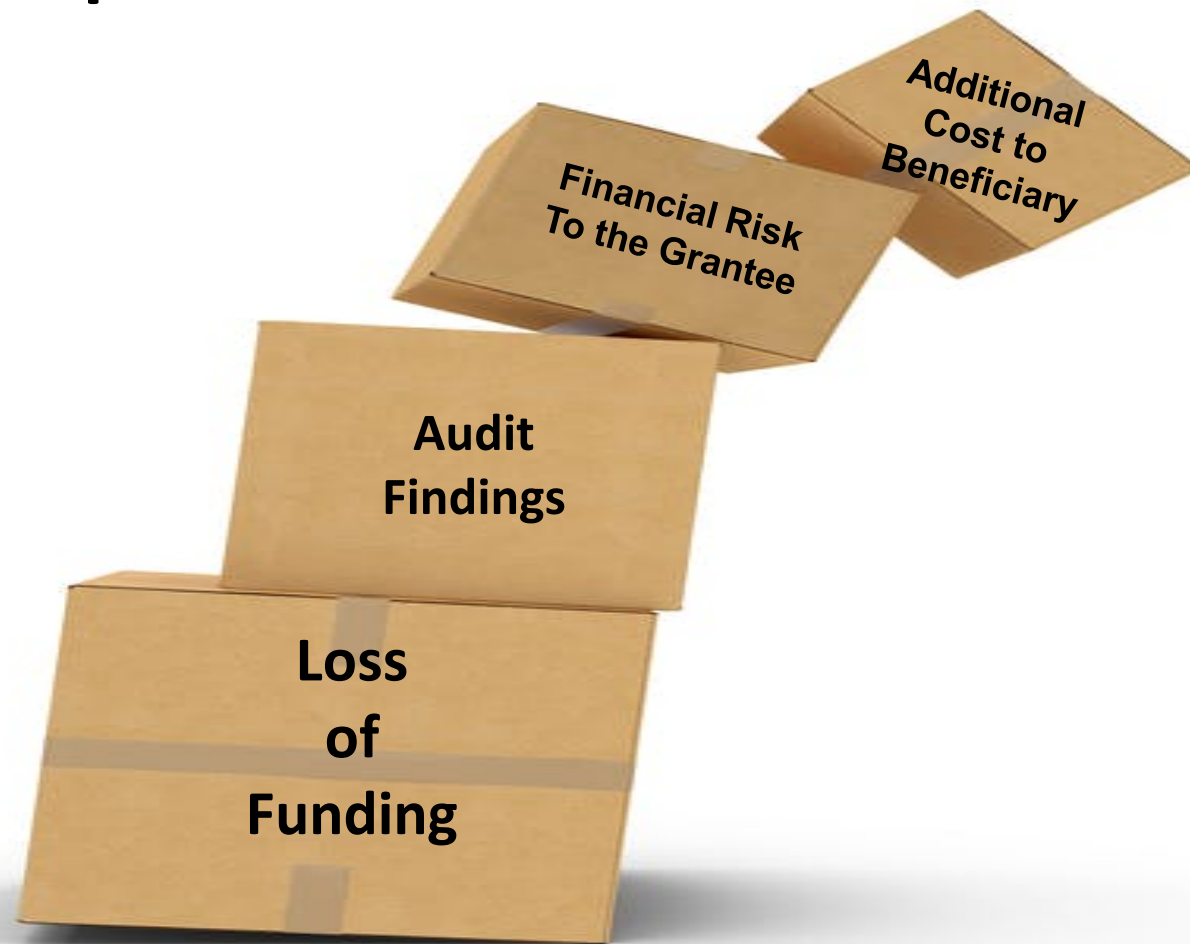 Additional
Cost to
Beneficiary
Financial Risk
To the Grantee
Audit
Findings
Loss
of
Funding